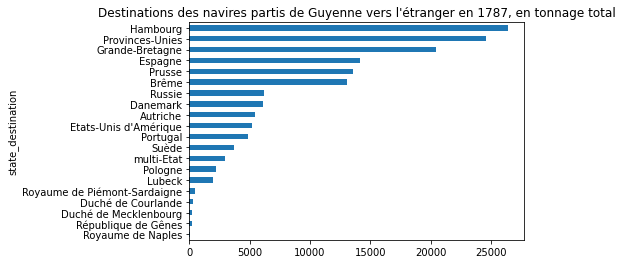 Destinations des navires partis de Guyenne vers l'étranger en 1787, en tonnage total
state_destination
Hambourg
Provinces-Unies
Grande-Bretagne
Espagne
Prusse
Brême
Russie
Danemark
Autriche
Etats-Unis d'Amérique
Portugal
Suède
multi-Etat
Pologne
Lubeck
Royaume de Piémont-Sardaigne
Duché de Courlande
Duché de Mecklenbourg
République de Gênes
Royaume de Naples
0 5000 10000 15000 20000 25000